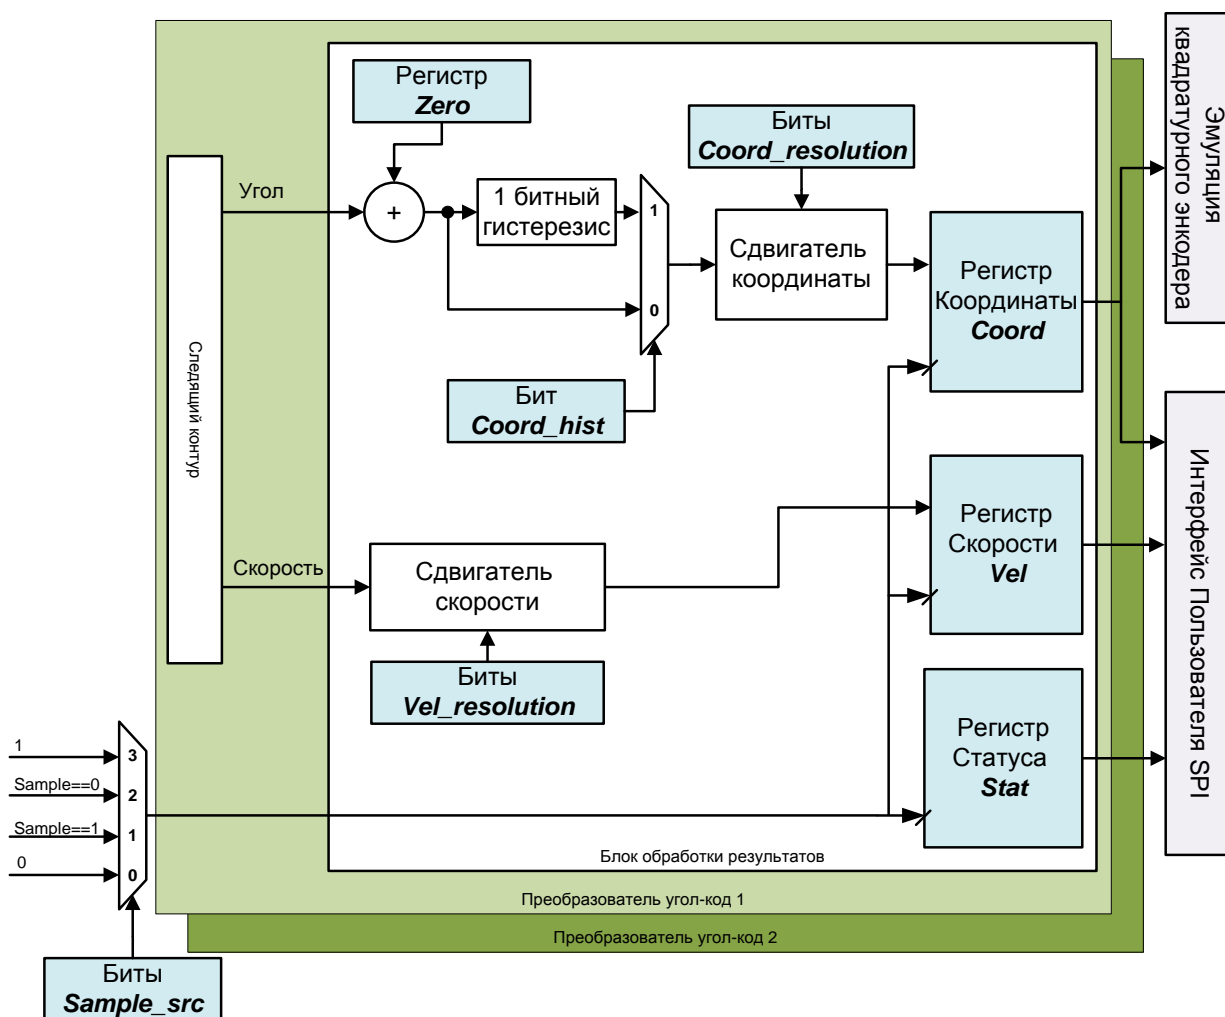 Регистр
Zero
Биты
Coord_resolution
Эмуляция
квадратурного энкодера
Угол
+
1 битный
гистерезис
1
0
Сдвигатель
координаты
Регистр
Координаты
Coord
Следящий контур
Бит
Coord_hist
Интерфейс Пользователя SPI
Регистр
Скорости
Vel
Скорость
Сдвигатель
скорости
Биты
Vel_resolution
Регистр
Статуса
Stat
1
3
Sample==0
2
Sample==1
1
0
0
Блок обработки результатов
Преобразователь угол-код 1
Преобразователь угол-код 2
Биты
Sample_src